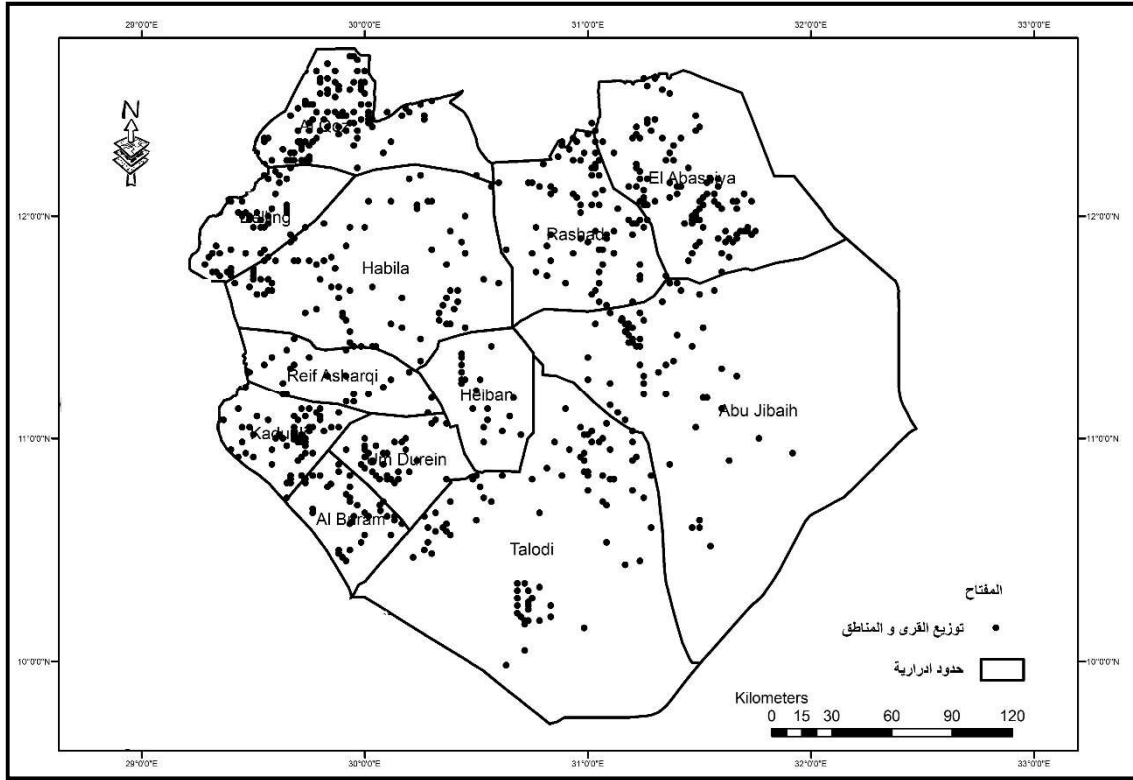 29°0'0"E 30°0'0"E 31°0'0"E 32°0'0"E 33°0'0"E
N
El Abassiya
12°0'0"N 12°0'0"N
Delling
Rashad
Habila
Reif Asharqi
Heiban
Abu Jibaih
11°0'0"N 11°0'0"N
Um Durein
Al Buram
Talodi
المفتاح
توزيع القرى و المناطق
حدود ادرارية
10°0'0"N 10°0'0"N
Kilometers
0 15 30 60 90 120
29°0'0"E 30°0'0"E 31°0'0"E 32°0'0"E 33°0'0"E